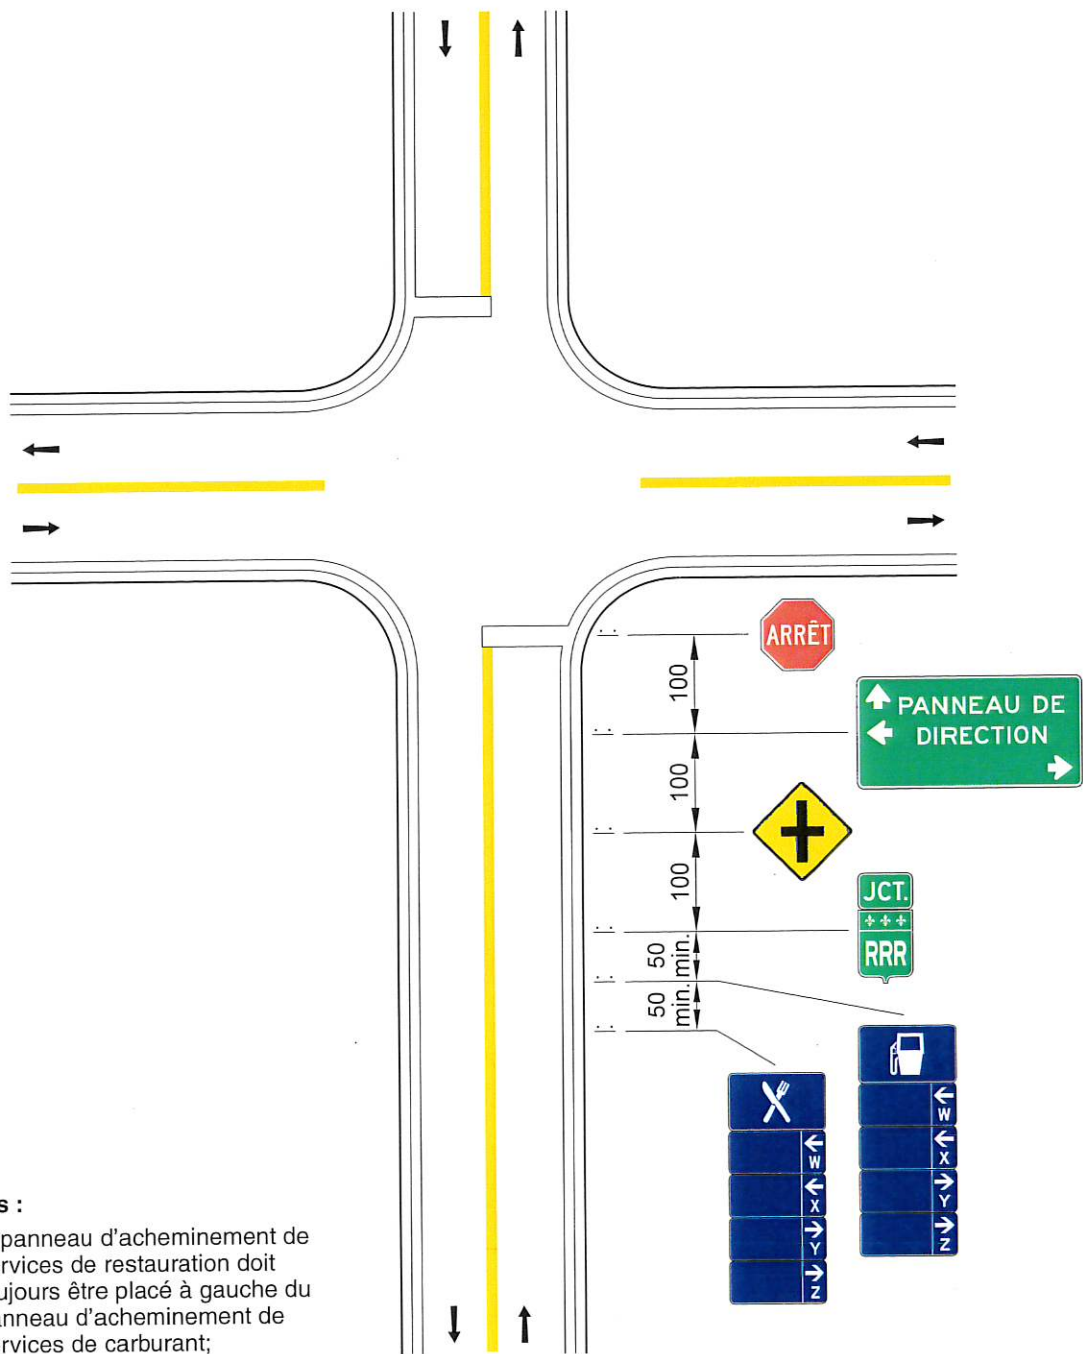 ARRÊT
100
PANNEAU DE
DIRECTION
100
100
JCT.
RRR
50
min.
50
min.
W
X
Y
Z
W
X
Y
Z
s :
panneau d'acheminement de
rvices de restauration doit
ujours être placé à gauche du
anneau d'acheminement de
rvices de carburant;